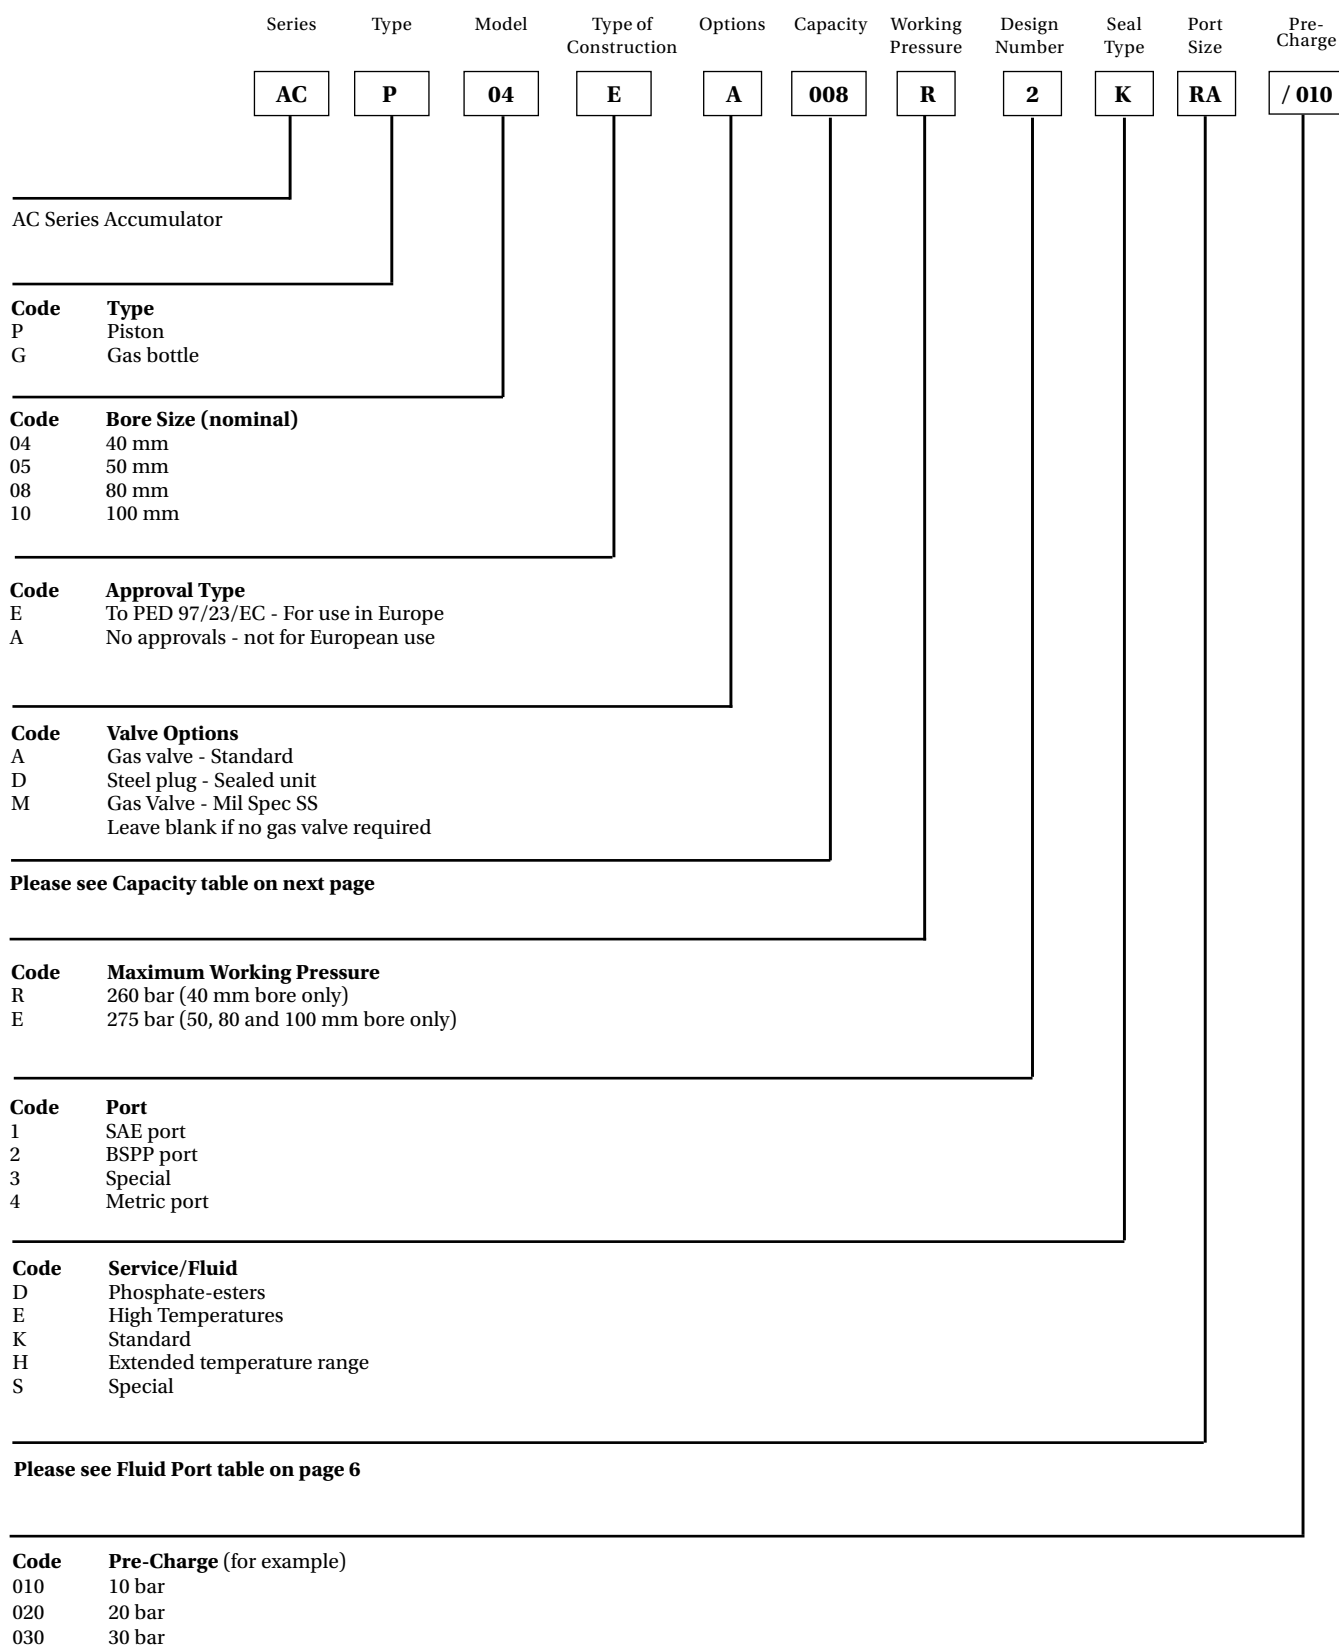 Series Type Model Type of Options Capacity Working Design Seal Port Pre-
Construction Pressure Number Type Size Charge
AC P 04 E A 008 R 2 K RA / 010
AC Series Accumulator
Code Type
P Piston
G Gas bottle
Code Bore Size (nominal)
04 40 mm
05 50 mm
08 80 mm
10 100 mm
Code Approval Type
E To PED 97/23/EC - For use in Europe
A No approvals - not for European use
Code Valve Options
A Gas valve - Standard
D Steel plug - Sealed unit
M Gas Valve - Mil Spec SS
Leave blank if no gas valve required
Please see Capacity table on next page
Code Maximum Working Pressure
R 260 bar (40 mm bore only)
E 275 bar (50, 80 and 100 mm bore only)
Code Port
1 SAE port
2 BSPP port
3 Special
4 Metric port
Code Service/Fluid
D Phosphate-esters
E High Temperatures
K Standard
H Extended temperature range
S Special
Please see Fluid Port table on page 6
Code Pre-Charge (for example)
010 10 bar
020 20 bar
030 30 bar